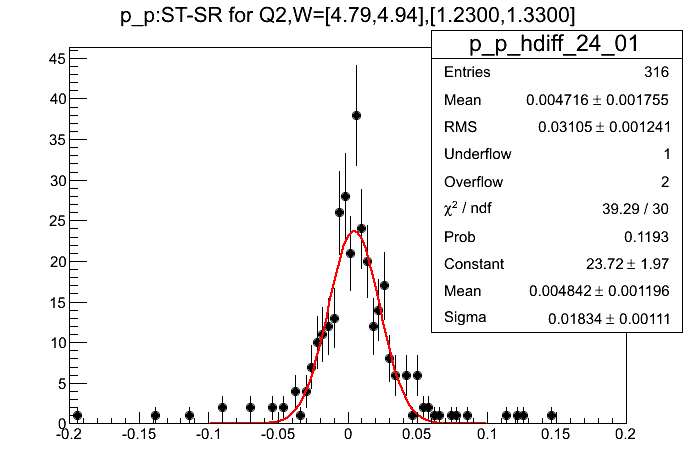 p_p:ST-SR for Q2,W=[4.79,4.94],[1.2300,1.3300]
p_p_hdiff_24_01
Entries 316
Mean 0.004716 ± 0.001755
RMS 0.03105 ± 0.001241
Underflow 1
Overflow 2
χ² / ndf 39.29 / 30
Prob 0.1193
Constant 23.72 ± 1.97
Mean 0.004842 ± 0.001196
Sigma 0.01834 ± 0.00111
45
40
35
30
25
20
15
10
5
0
-0.2 -0.15 -0.1 -0.05 0 0.05 0.1 0.15 0.2